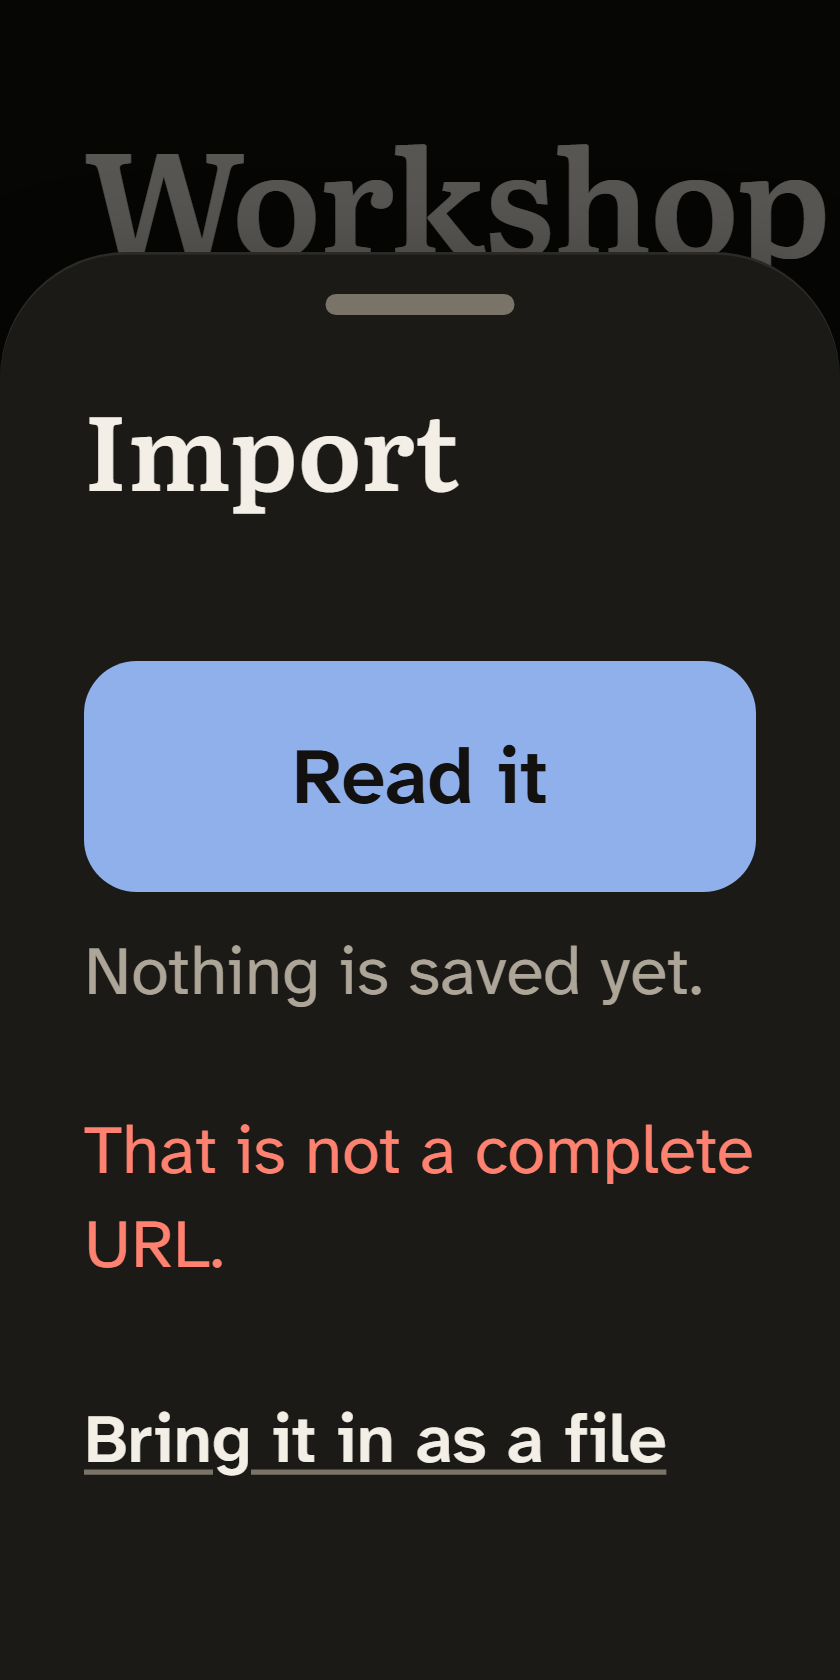 Workshop
Import
Read it
Nothing is saved yet.
That is not a complete
URL.
Bring it in as a file